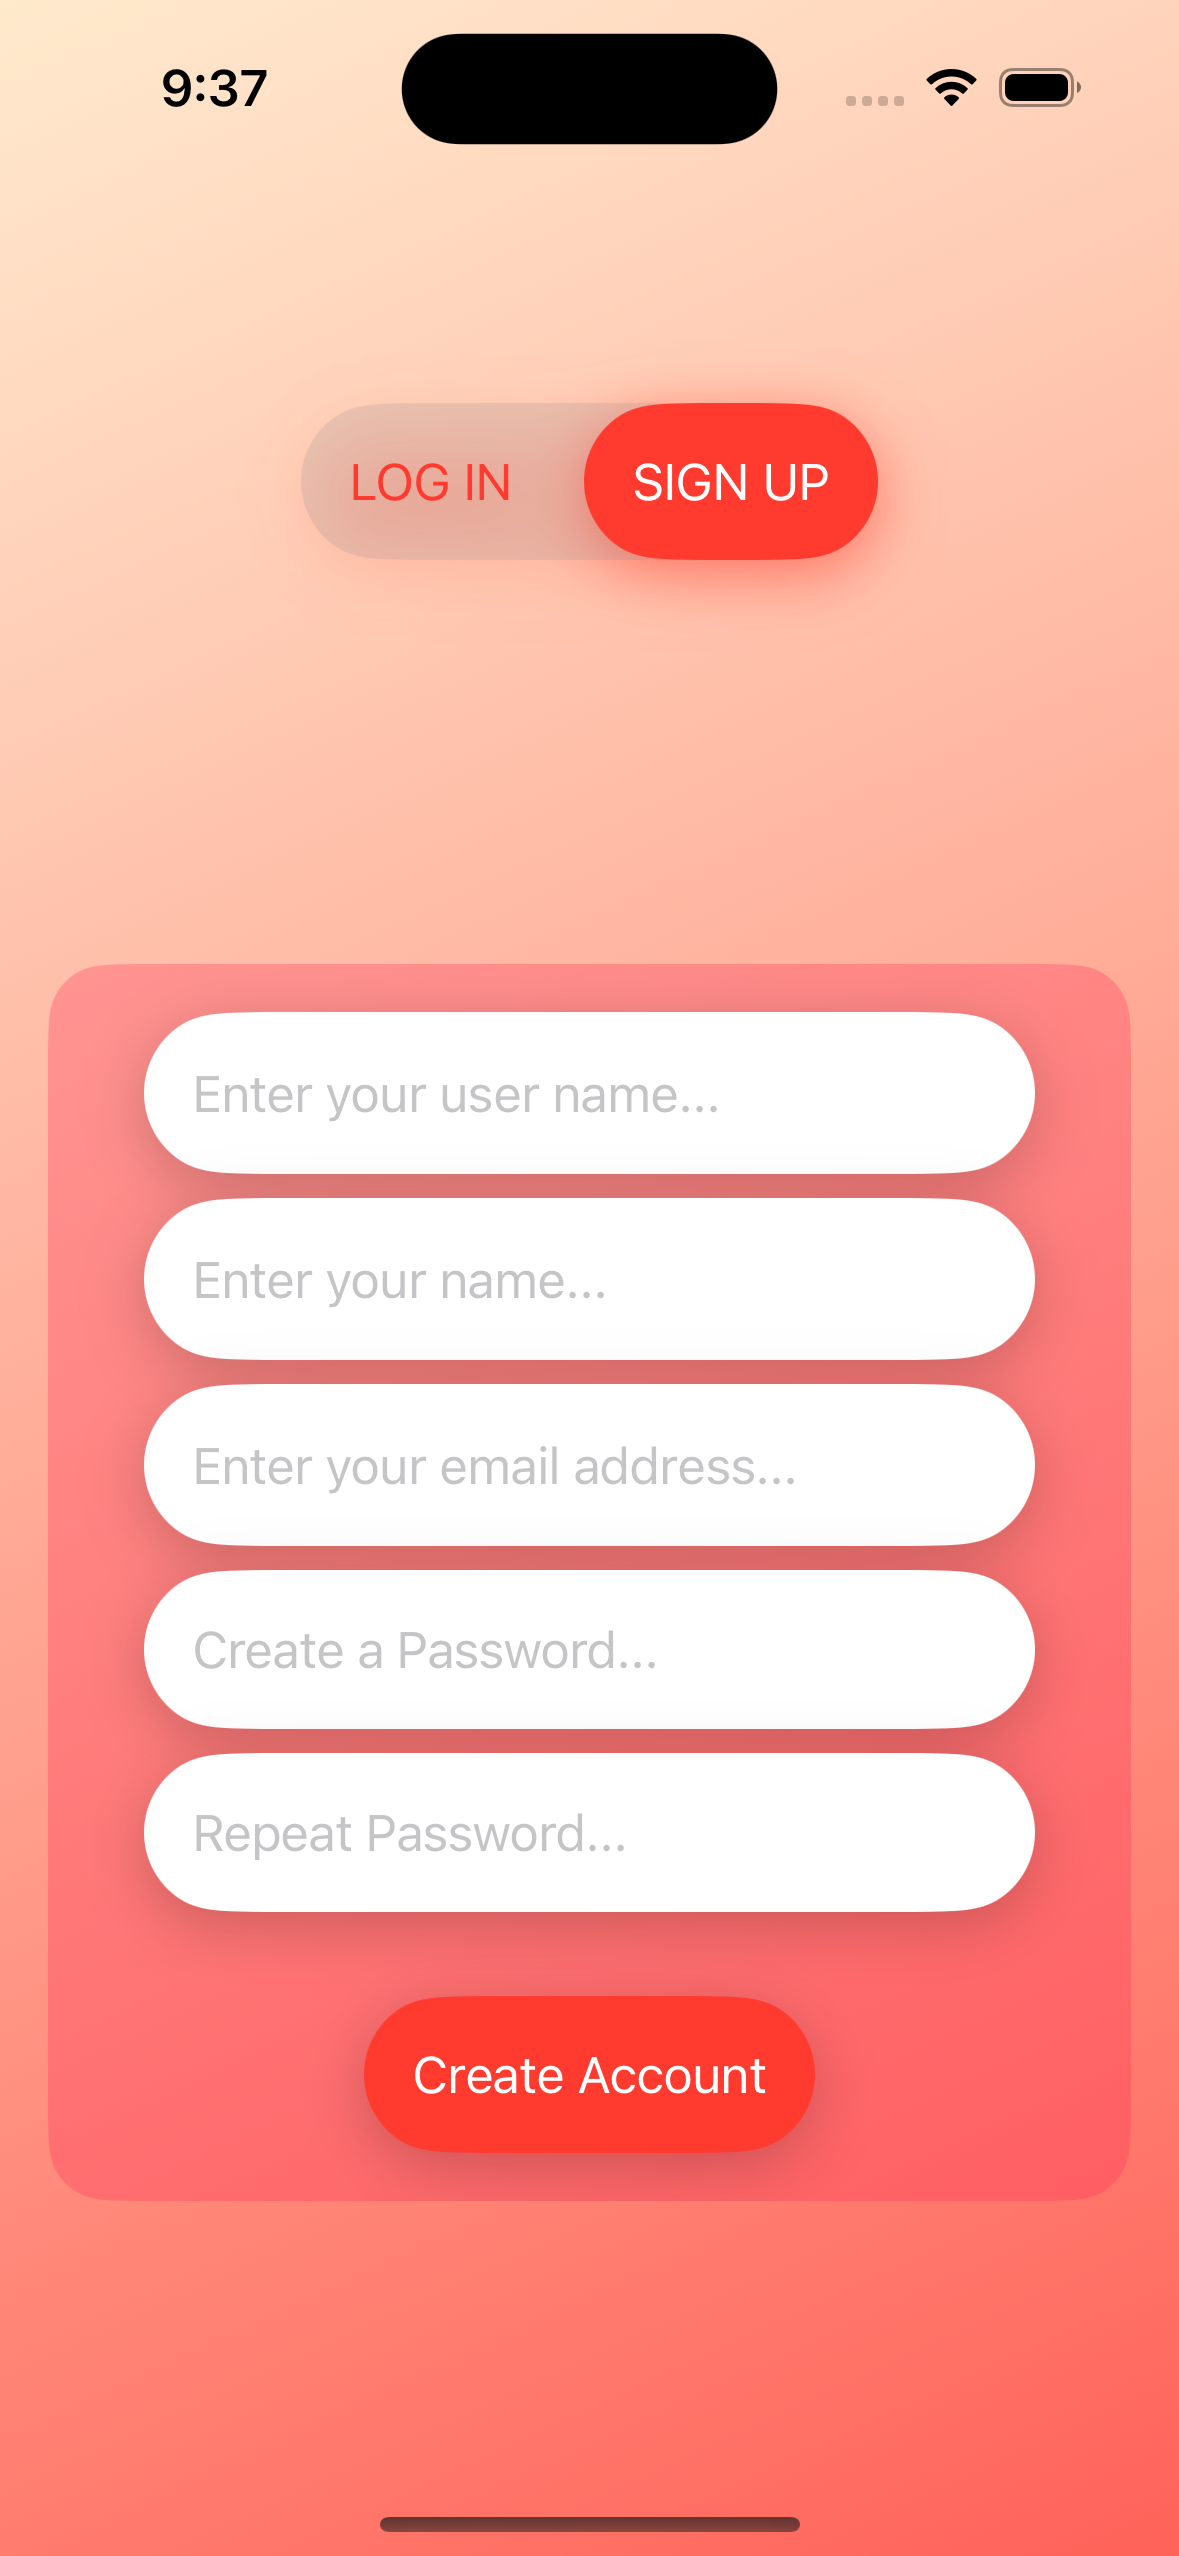 9:37
LOG IN SIGN UP
Enter your user name...
Enter your name...
Enter your email address...
Create a Password...
Repeat Password...
Create Account